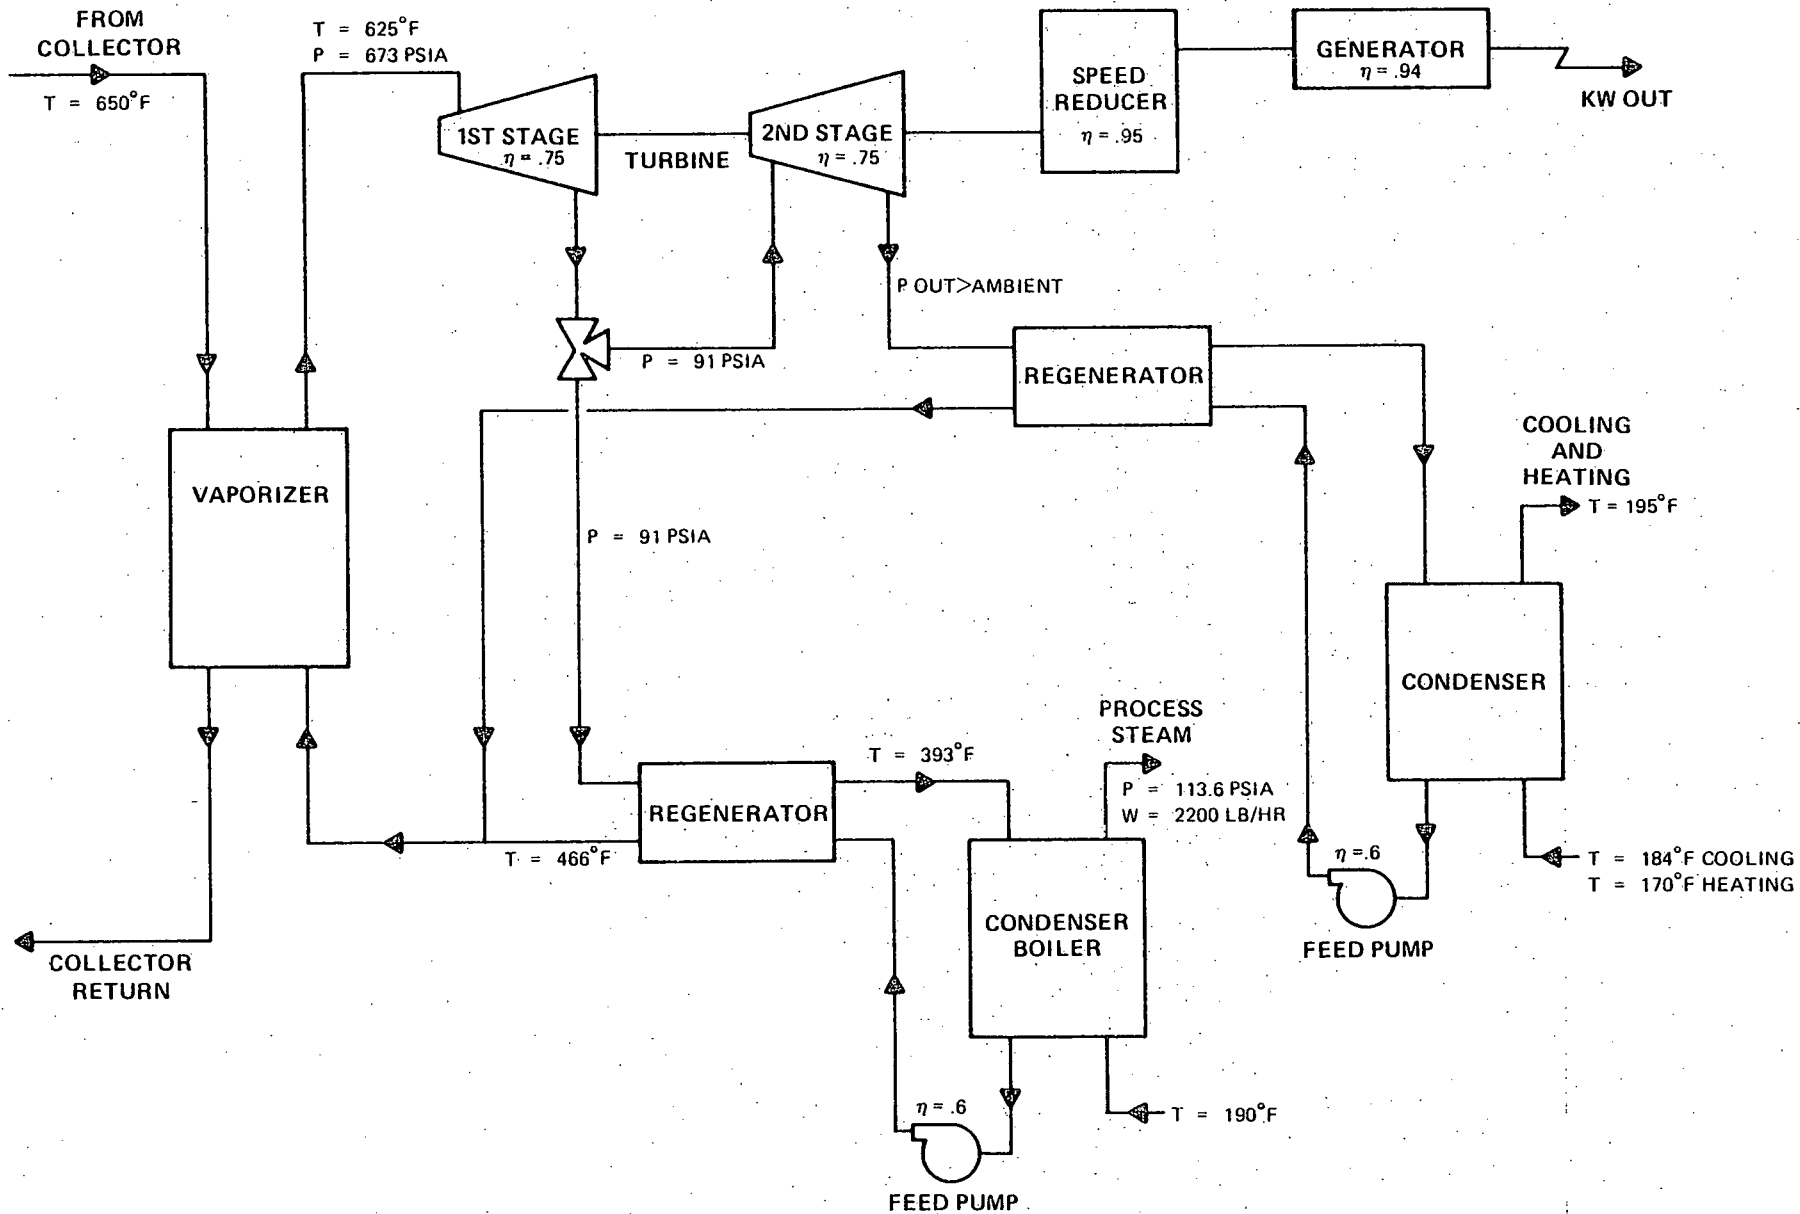 FROM
COLLECTOR
T = 650°F
T = 625°F
P = 673 PSIA
1ST STAGE
η = .75
TURBINE
2ND STAGE
η = .75
SPEED
REDUCER
η = .95
GENERATOR
η = .94
KW OUT
P OUT>AMBIENT
P = 91 PSIA
REGENERATOR
COOLING
AND
HEATING
T = 195°F
VAPORIZER
P = 91 PSIA
CONDENSER
PROCESS
STEAM
P = 113.6 PSIA
W = 2200 LB/HR
T = 393°F
REGENERATOR
T = 466°F
η = .6
T = 184°F COOLING
T = 170°F HEATING
FEED PUMP
CONDENSER
BOILER
COLLECTOR
RETURN
η = .6
T = 190°F
FEED PUMP